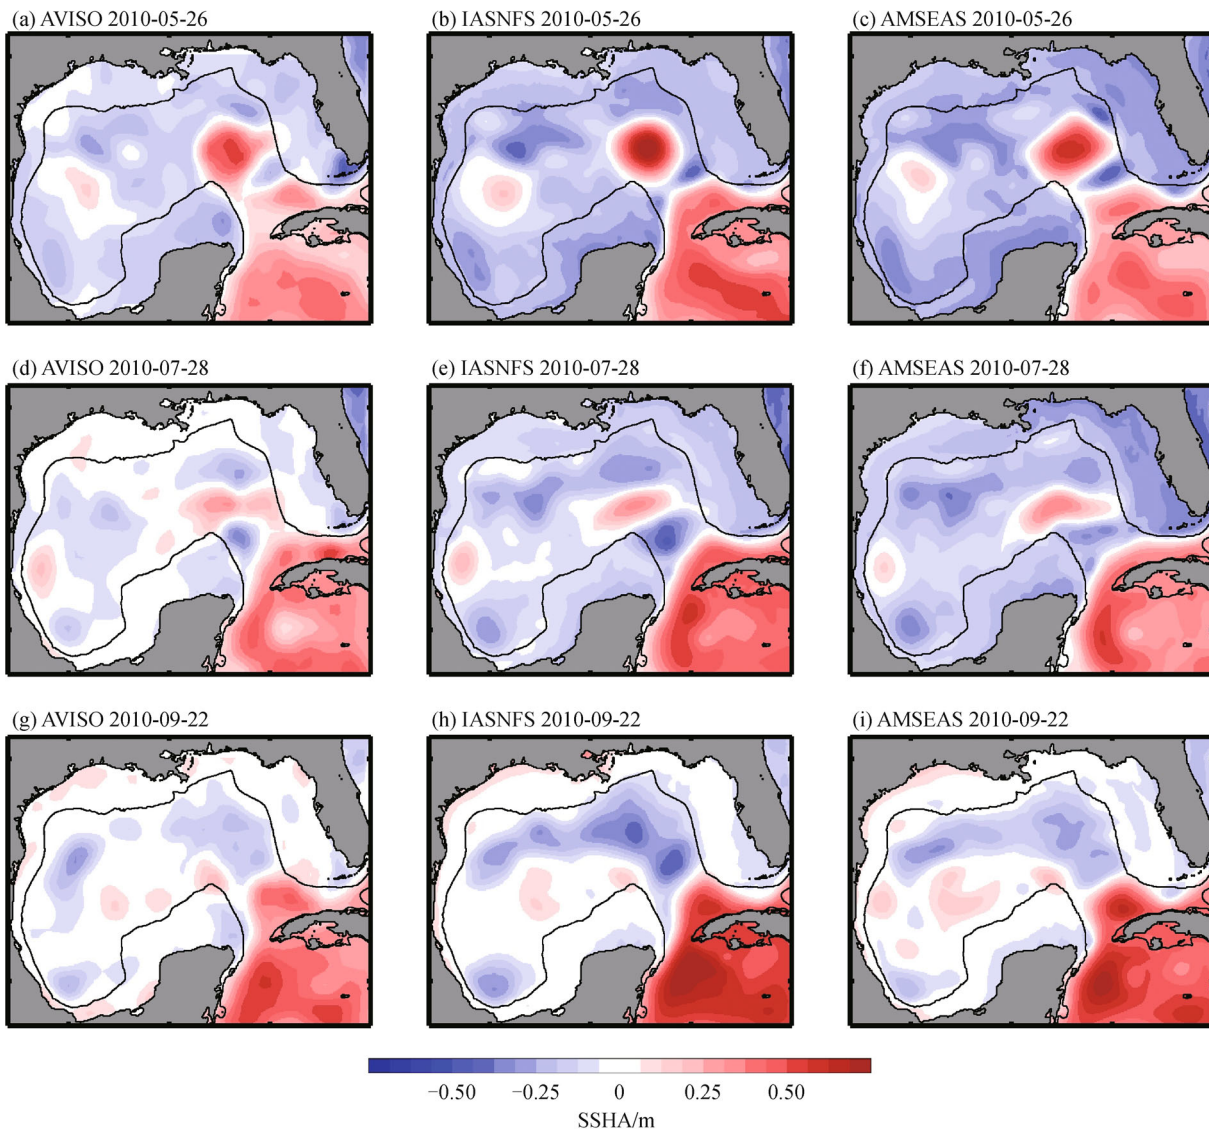 (a) AVISO 2010-05-26
(b) IASNFS 2010-05-26
(c) AMSEAS 2010-05-26
(d) AVISO 2010-07-28
(e) IASNFS 2010-07-28
(f) AMSEAS 2010-07-28
(g) AVISO 2010-09-22
(h) IASNFS 2010-09-22
(i) AMSEAS 2010-09-22
−0.50 −0.25 0 0.25 0.50
SSHA/m